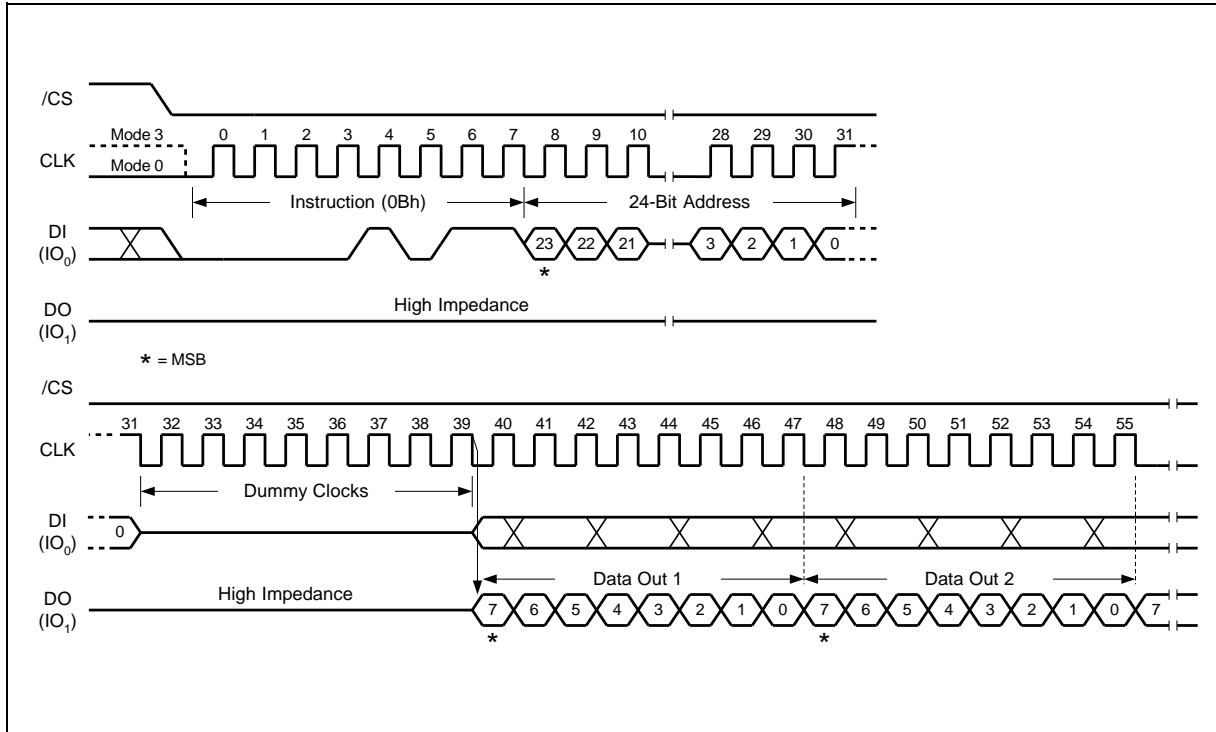 /CS
Mode 3 0 1 2 3 4 5 6 7 8 9 10 28 29 30 31
CLK
Mode 0
Instruction (0Bh) 24-Bit Address
DI
(IO0)
23 22 21 3 2 1 0
*
High Impedance
DO
(IO1)
* = MSB
/CS
31 32 33 34 35 36 37 38 39 40 41 42 43 44 45 46 47 48 49 50 51 52 53 54 55
CLK
Dummy Clocks
DI
(IO0)
0
Data Out 1 Data Out 2
High Impedance
DO
(IO1)
7 6 5 4 3 2 1 0 7 6 5 4 3 2 1 0 7
* *